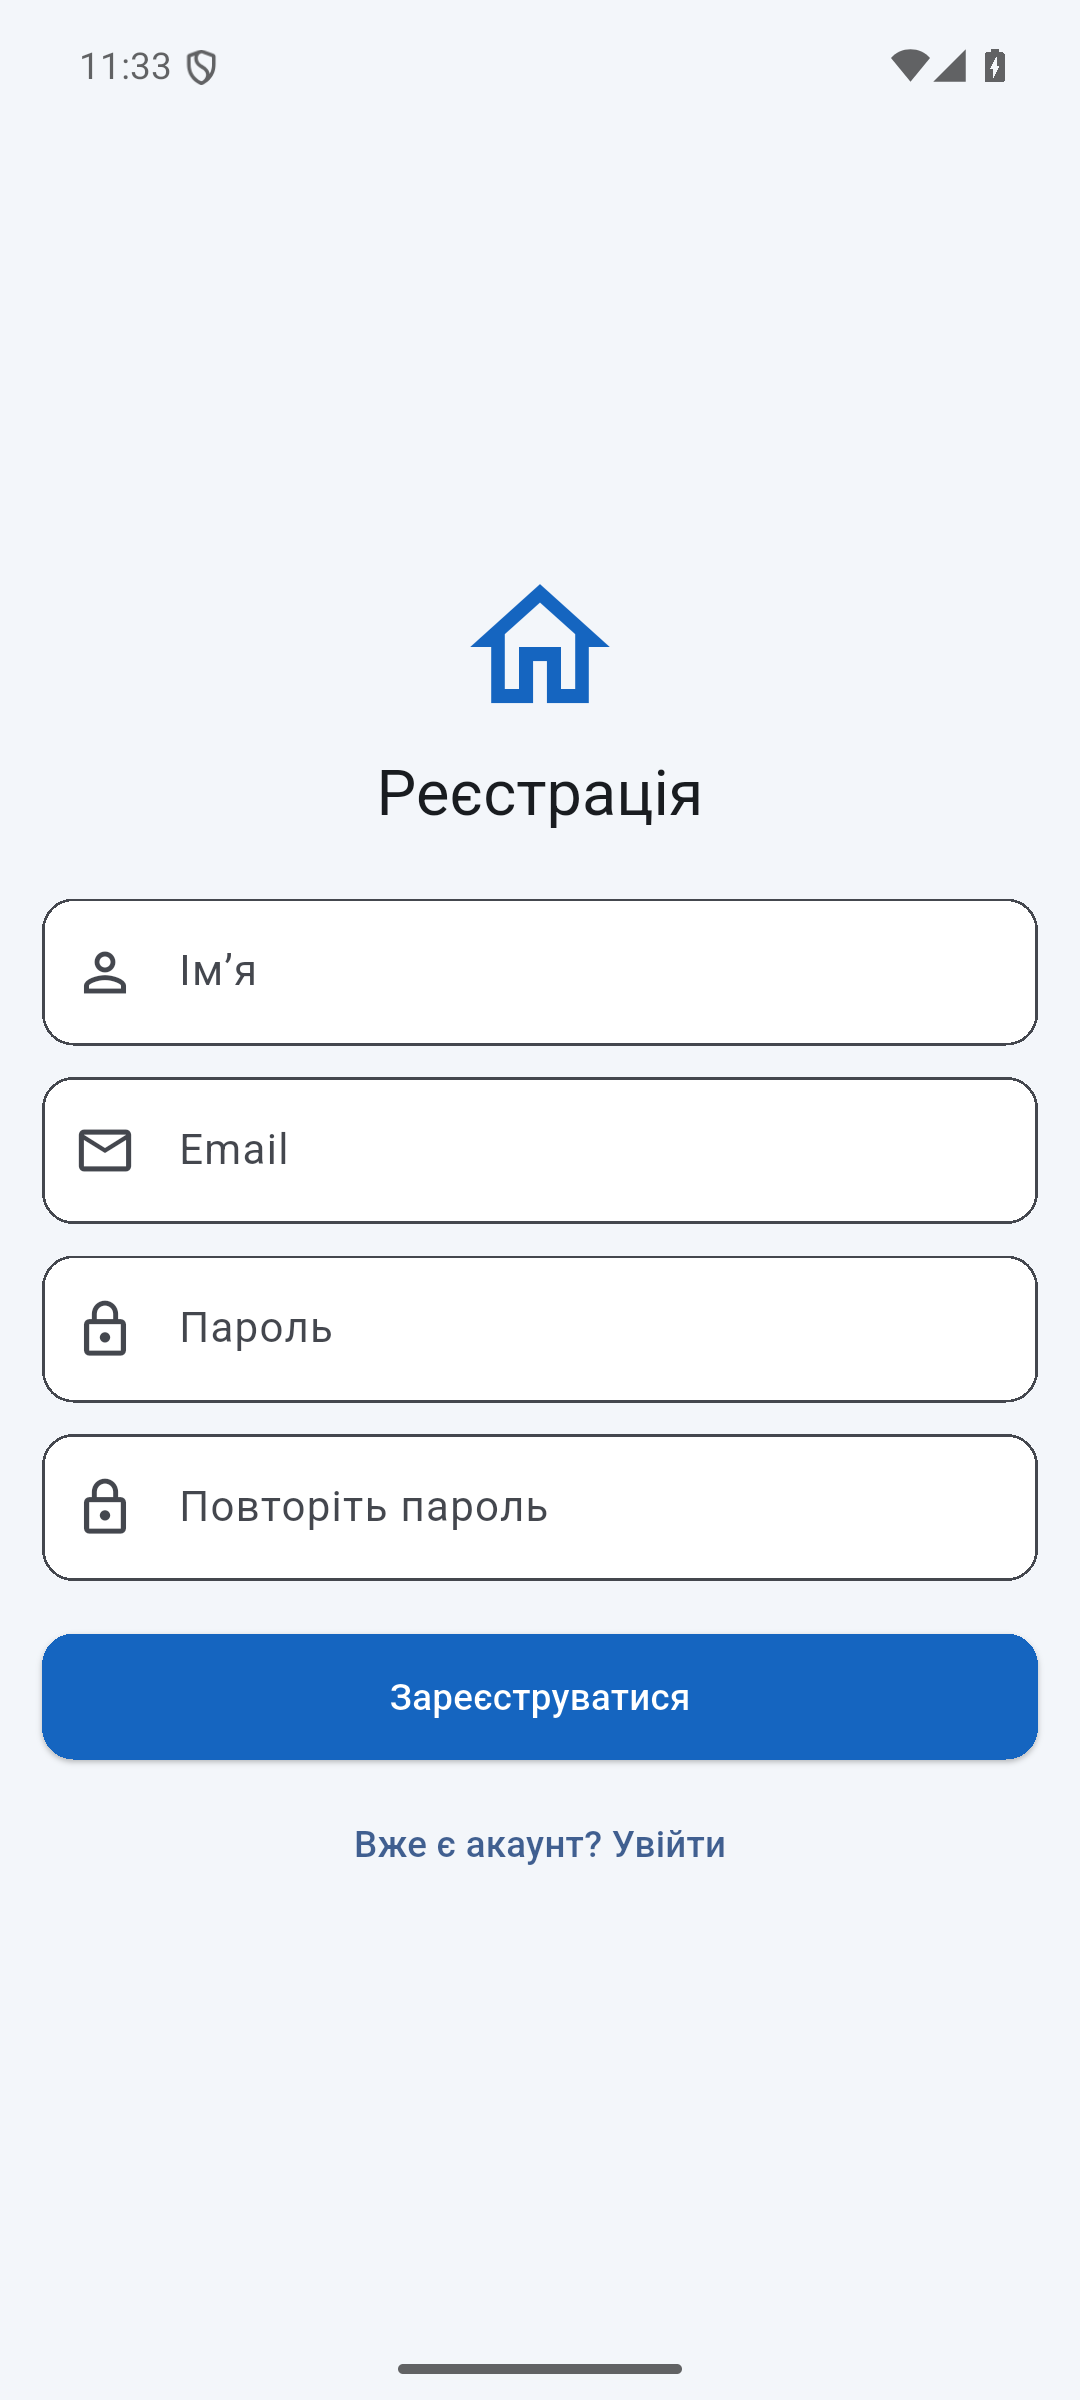 11:33
Реєстрація
Ім’я
Email
Пароль
Повторіть пароль
Зареєструватися
Вже є акаунт? Увійти